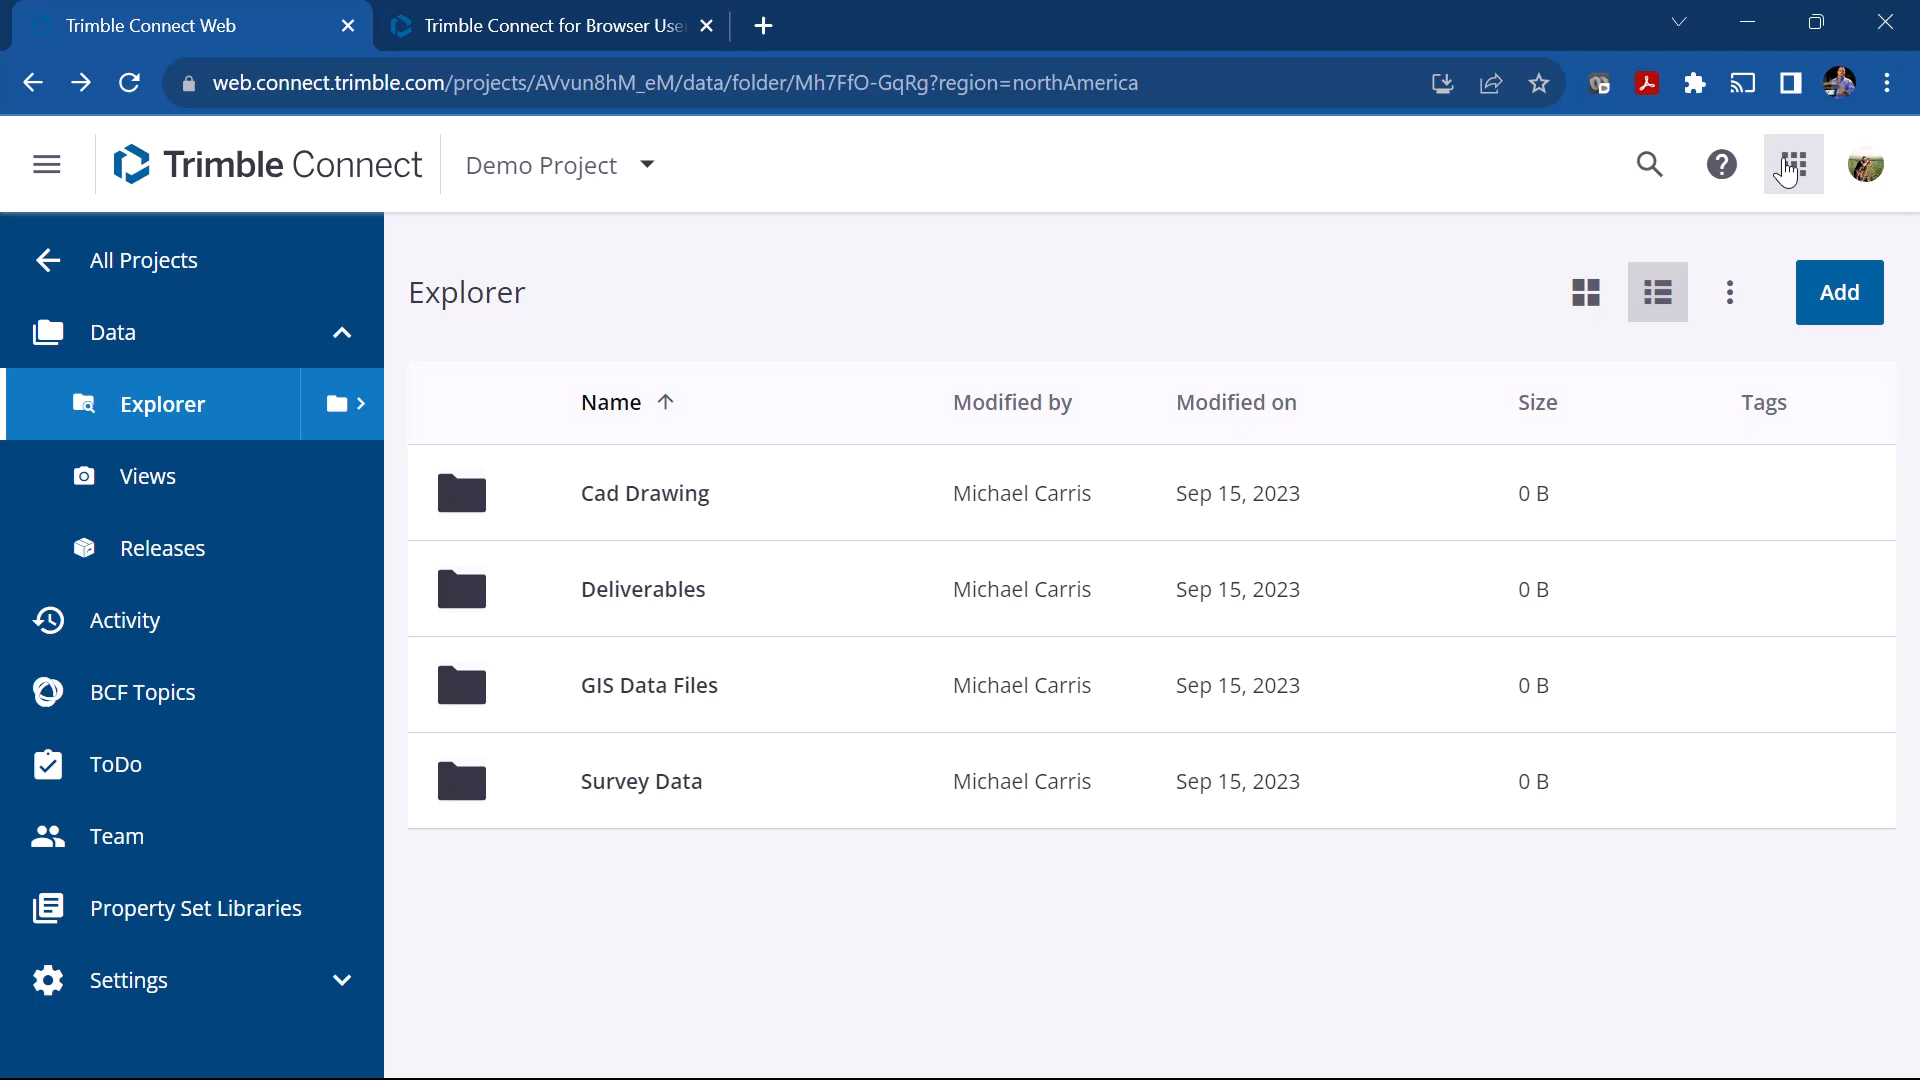 Trimble Connect Web
Trimble Connect for Browser Use
web.connect.trimble.com/projects/AVvun8hM_eM/data/folder/Mh7FfO-GqRg?region=northAmerica
Trimble Connect
Demo Project
All Projects
Data
Explorer
Views
Releases
Activity
BCF Topics
ToDo
Team
Property Set Libraries
Settings
Explorer
Add
Name Modified by Modified on Size Tags
Cad Drawing Michael Carris Sep 15, 2023 0 B
Deliverables Michael Carris Sep 15, 2023 0 B
GIS Data Files Michael Carris Sep 15, 2023 0 B
Survey Data Michael Carris Sep 15, 2023 0 B